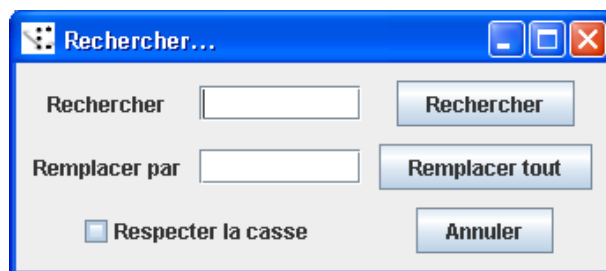 Rechercher...
Rechercher Rechercher
Remplacer par Remplacer tout
Respecter la casse Annuler